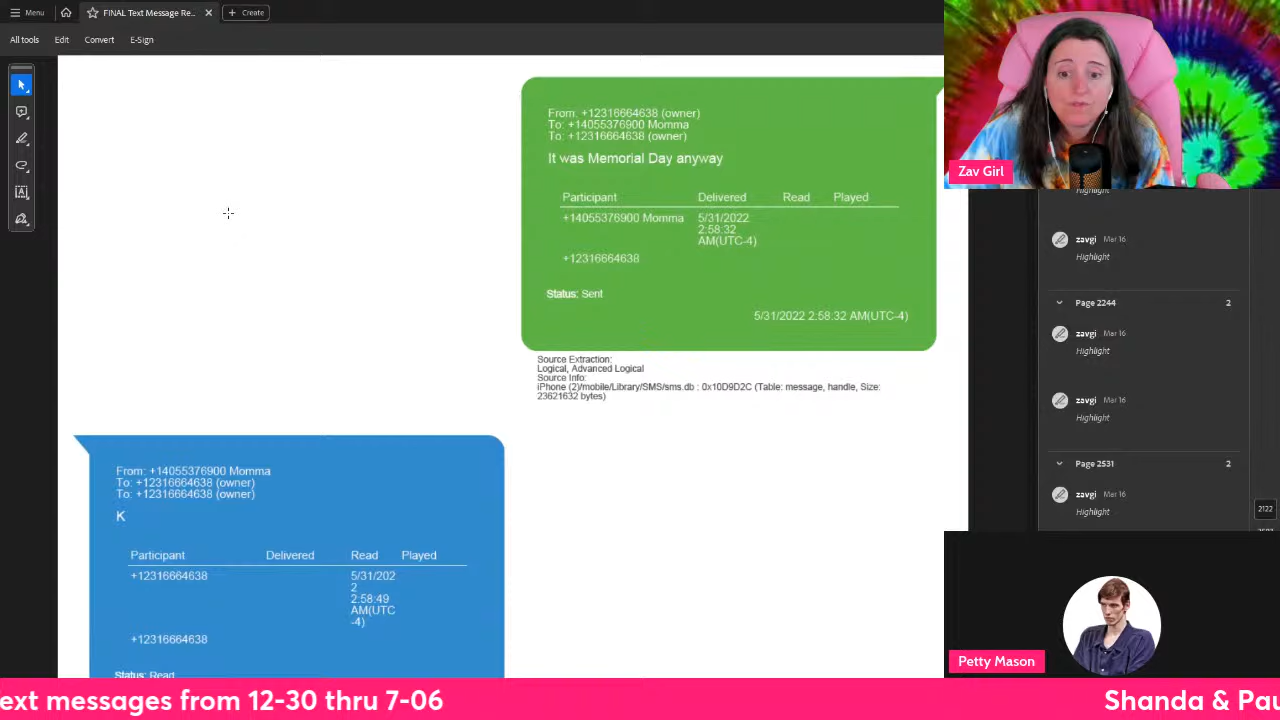 Menu
FINAL Text Message Re...
Create
All tools
Edit
Convert
E-Sign
From: +12316664638 (owner)
To: +14055376900 Momma
To: +12316664638 (owner)
It was Memorial Day anyway
Participant Delivered Read Played
+14055376900 Momma 5/31/2022
2:58:32
AM(UTC-4)
+12316664638
Status: Sent
5/31/2022 2:58:32 AM(UTC-4)
Source Extraction:
Logical, Advanced Logical
Source Info:
iPhone (2)/mobile/Library/SMS/sms.db : 0x10D9D2C (Table: message, handle, Size:
23621632 bytes)
From: +14055376900 Momma
To: +12316664638 (owner)
To: +12316664638 (owner)
K
Participant Delivered Read Played
+12316664638 5/31/202
2
2:58:49
AM(UTC
-4)
+12316664638
Status: Read
Zav Girl
Highlight
zavgi Mar 16
Highlight
Page 2244 2
zavgi Mar 16
Highlight
zavgi Mar 16
Highlight
Page 2531 2
zavgi Mar 16
Highlight
2122
Petty Mason
ext messages from 12-30 thru 7-06
Shanda & Pau